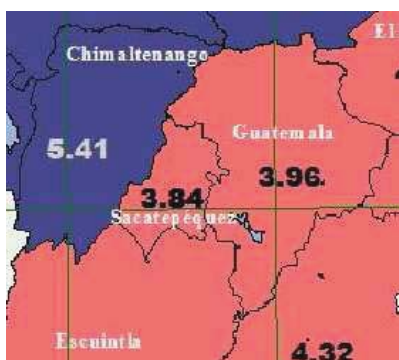 El
Chimaltenango
Guatemala
5.41
3.96
3.84
Sacatepéquez
Escuintla
4.32